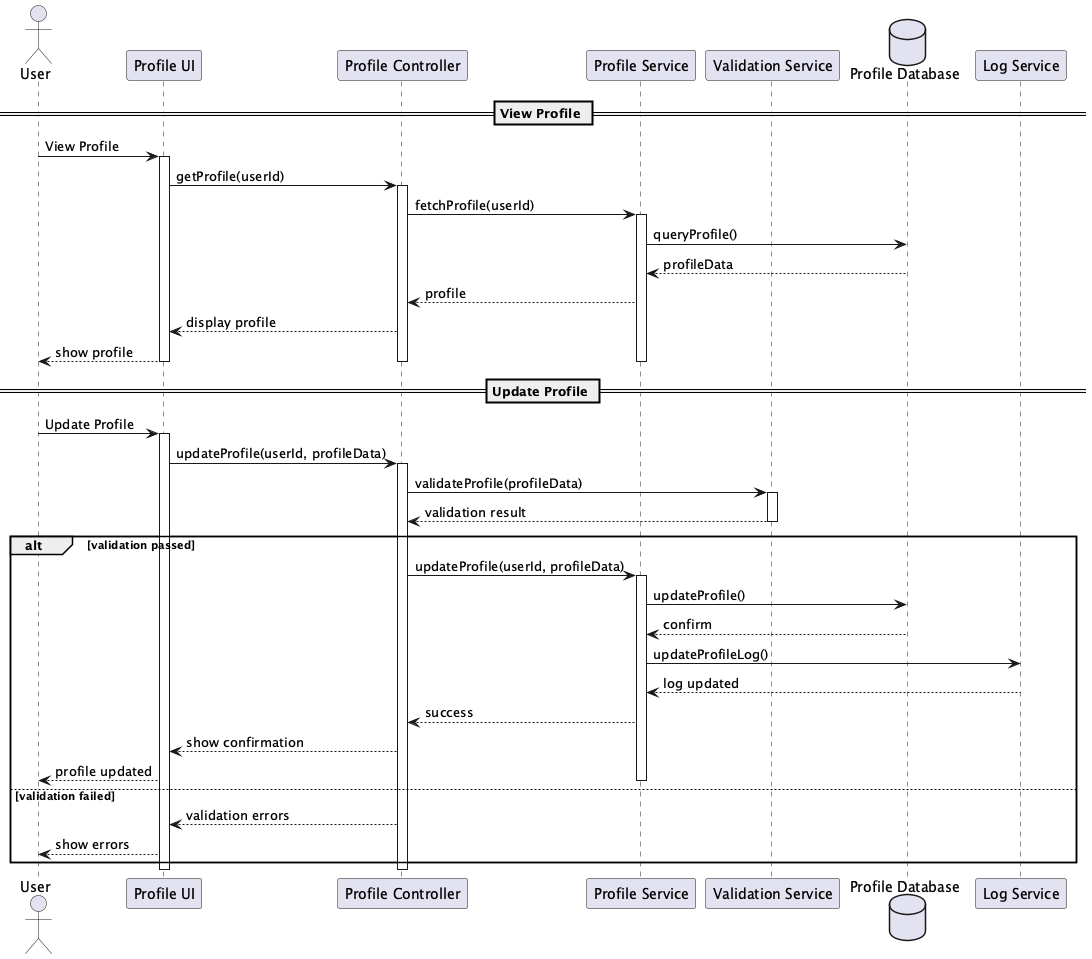 User
Profile UI
Profile Controller
Profile Service
Validation Service
Profile Database
Log Service
View Profile
View Profile
getProfile(userId)
fetchProfile(userId)
queryProfile()
profileData
profile
display profile
show profile
Update Profile
Update Profile
updateProfile(userId, profileData)
validateProfile(profileData)
validation result
alt [validation passed]
updateProfile(userId, profileData)
updateProfile()
confirm
updateProfileLog()
log updated
success
show confirmation
profile updated
[validation failed]
validation errors
show errors
User
Profile UI
Profile Controller
Profile Service
Validation Service
Profile Database
Log Service